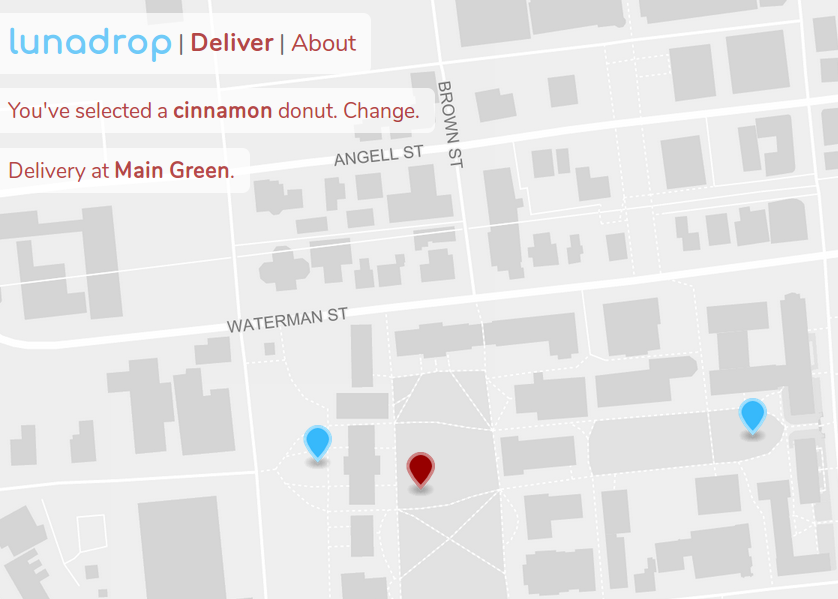 lunadrop | Deliver | About
You've selected a cinnamon donut. Change.
BROWN ST
ANGELL ST
Delivery at Main Green.
WATERMAN ST